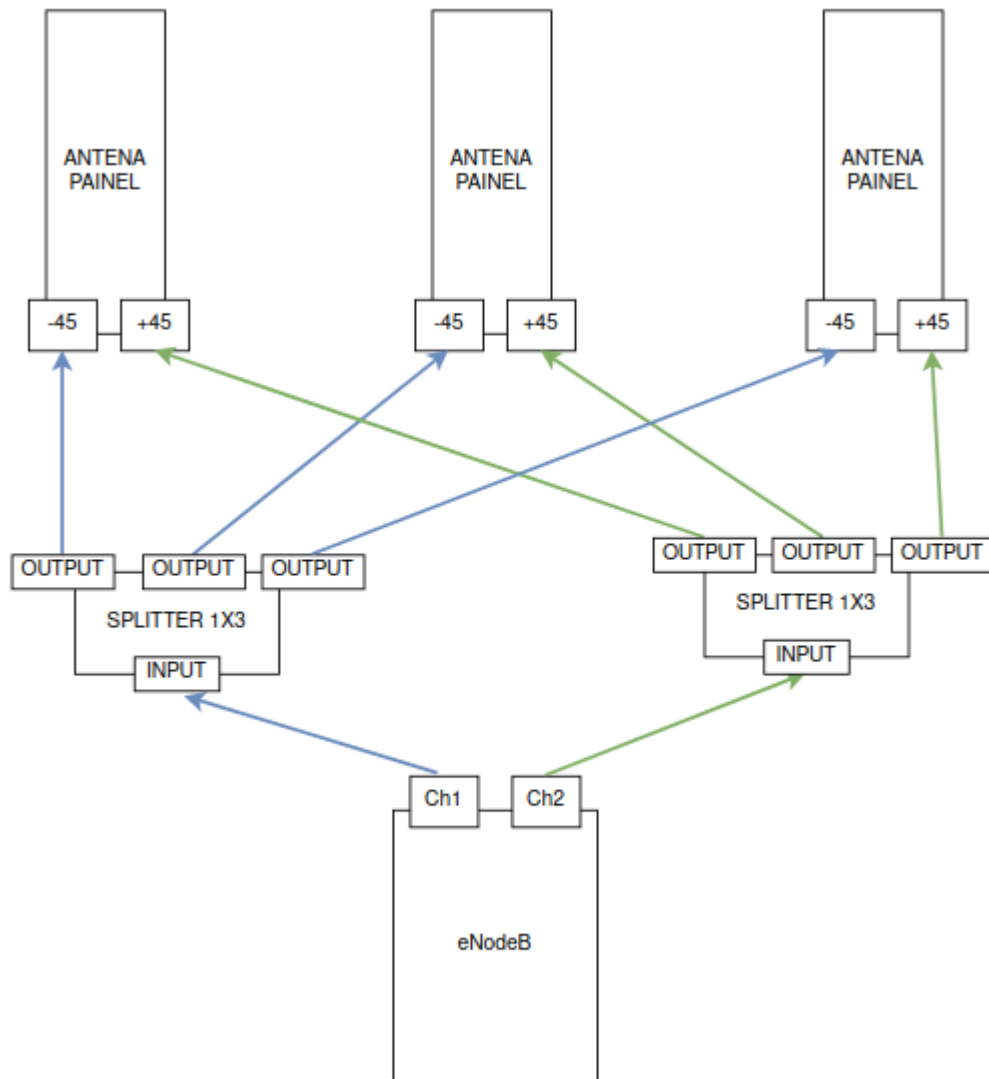 ANTENA
PAINEL
ANTENA
PAINEL
ANTENA
PAINEL
-45
+45
-45
+45
-45
+45
OUTPUT
OUTPUT
OUTPUT
SPLITTER 1X3
INPUT
OUTPUT
OUTPUT
OUTPUT
SPLITTER 1X3
INPUT
Ch1
Ch2
eNodeB